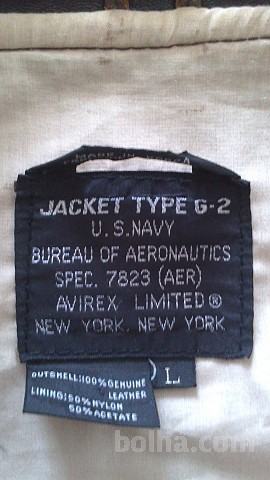 JACKET TYPE G-2
U.S.NAVY
BUREAU OF AERONAUTICS
SPEC. 7823 (AER)
AVIREX LIMITED®
NEW YORK. NEW YORK
L
OUTSHELL:100% GENUINE
LEATHER
LINING:50% NYLON
50% ACETATE
bolha.com